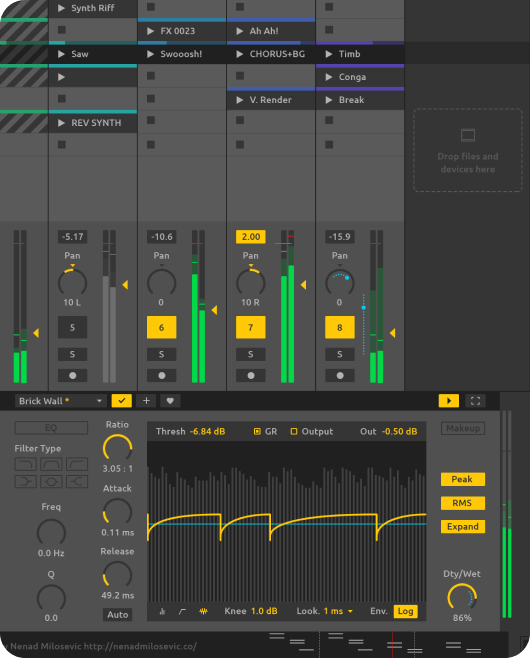 Synth Riff
FX 0023
Ah Ah!
Saw
Swooosh!
CHORUS+BG
Timb
Conga
V. Render
Break
REV SYNTH
Drop files and
devices here
-5.17
-10.6
2.00
-15.9
Pan
Pan
Pan
Pan
10 L
0
10 R
0
5
6
7
8
S
S
S
S
Brick Wall *
EQ
Filter Type
Freq
0.0 Hz
Q
0.0
Ratio
3.05 : 1
Attack
0.11 ms
Release
49.2 ms
Auto
Thresh -6.84 dB
GR
Output
Out -0.50 dB
Knee 1.0 dB
Look. 1 ms
Env. Log
Makeup
Peak
RMS
Expand
Dty/Wet
86%
Nenad Milosevic http://nenadmilosevic.co/